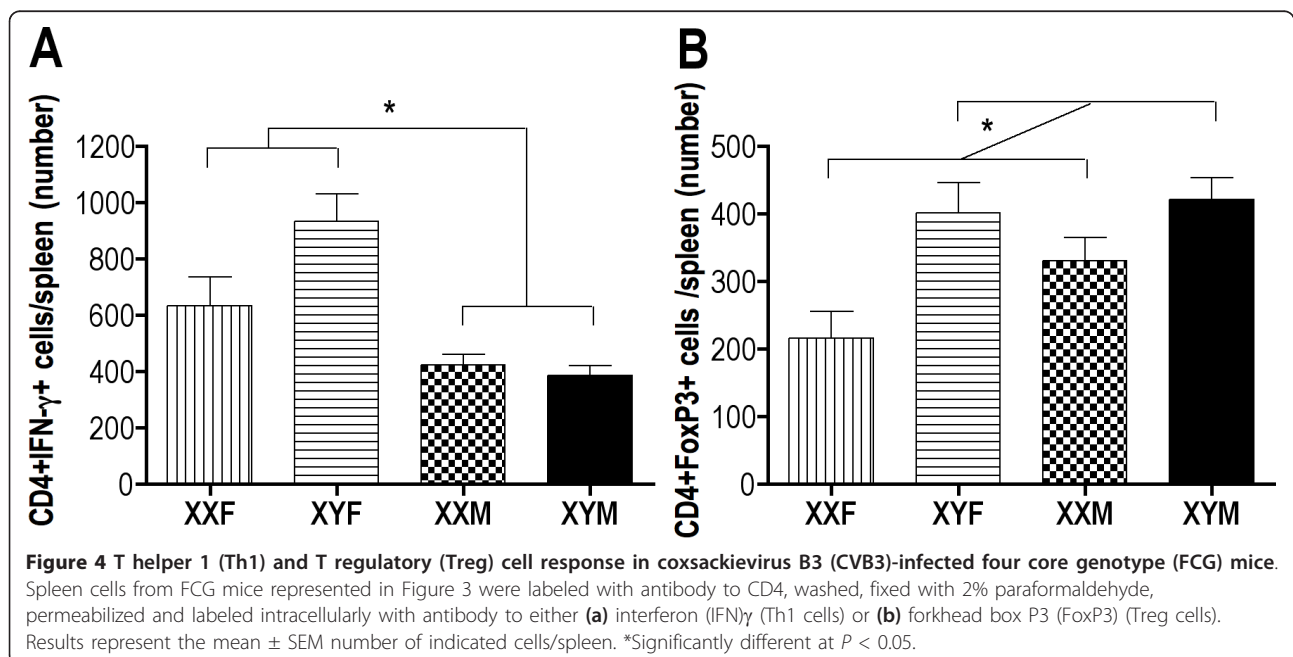 A
B
CD4+IFN-γ+ cells/spleen (number)
1200
1000
800
600
400
200
0
*
XXF XYF XXM XYM
CD4+FoxP3+ cells /spleen (number)
500
400
300
200
100
0
*
XXF XYF XXM XYM
Figure 4 T helper 1 (Th1) and T regulatory (Treg) cell response in coxsackievirus B3 (CVB3)-infected four core genotype (FCG) mice.
Spleen cells from FCG mice represented in Figure 3 were labeled with antibody to CD4, washed, fixed with 2% paraformaldehyde,
permeabilized and labeled intracellularly with antibody to either (a) interferon (IFN)γ (Th1 cells) or (b) forkhead box P3 (FoxP3) (Treg cells).
Results represent the mean ± SEM number of indicated cells/spleen. *Significantly different at P < 0.05.